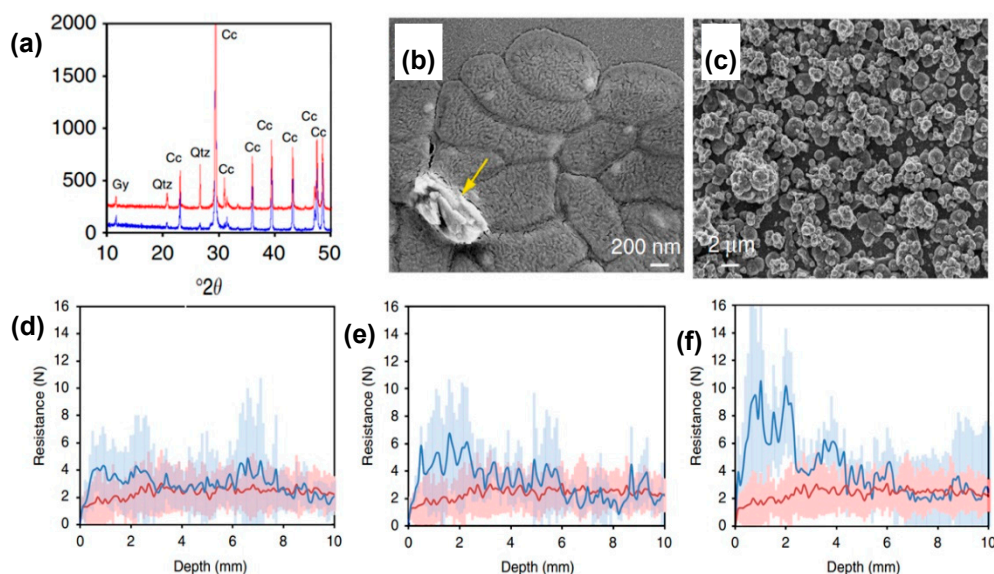 (a)
2000
1500
1000
500
0
Cc
Cc
Cc
Cc
Cc
Cc
Cc
Qtz
Cc
Qtz
Gy
10 20 30 40 50
°2θ
(b)
200 nm
(c)
2 μm
(d)
16
14
12
10
8
6
4
2
0
Resistance (N)
0 2 4 6 8 10
Depth (mm)
(e)
16
14
12
10
8
6
4
2
0
Resistance (N)
0 2 4 6 8 10
Depth (mm)
(f)
16
14
12
10
8
6
4
2
0
Resistance (N)
0 2 4 6 8 10
Depth (mm)